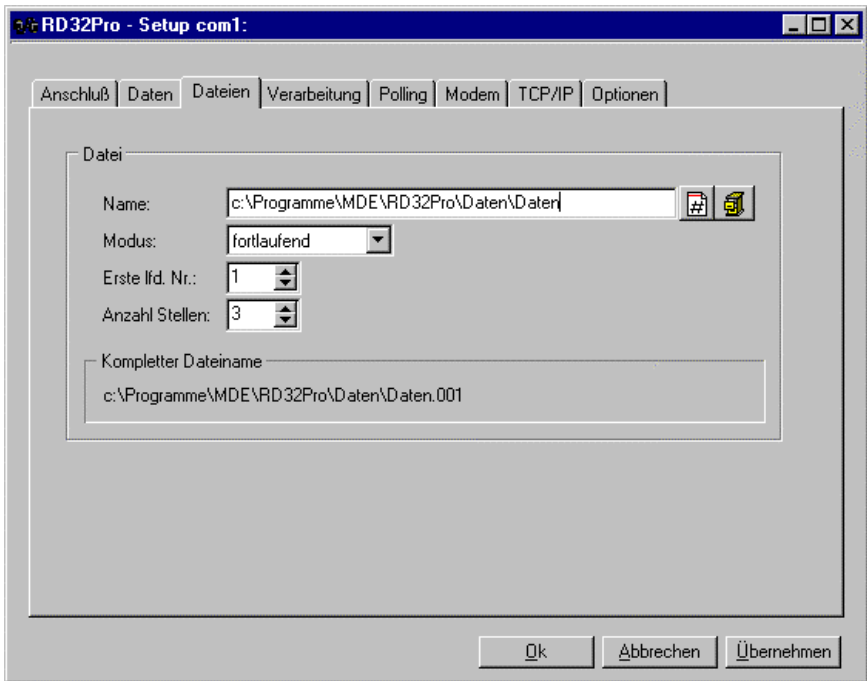 RD32Pro - Setup com1:
Anschluß Daten Dateien Verarbeitung Polling Modem TCP/IP Optionen
Datei
Name: c:\Programme\MDE\RD32Pro\Daten\Daten
Modus: fortlaufend
Erste lfd. Nr.: 1
Anzahl Stellen: 3
Kompletter Dateiname
c:\Programme\MDE\RD32Pro\Daten\Daten.001
Ok Abbrechen Übernehmen